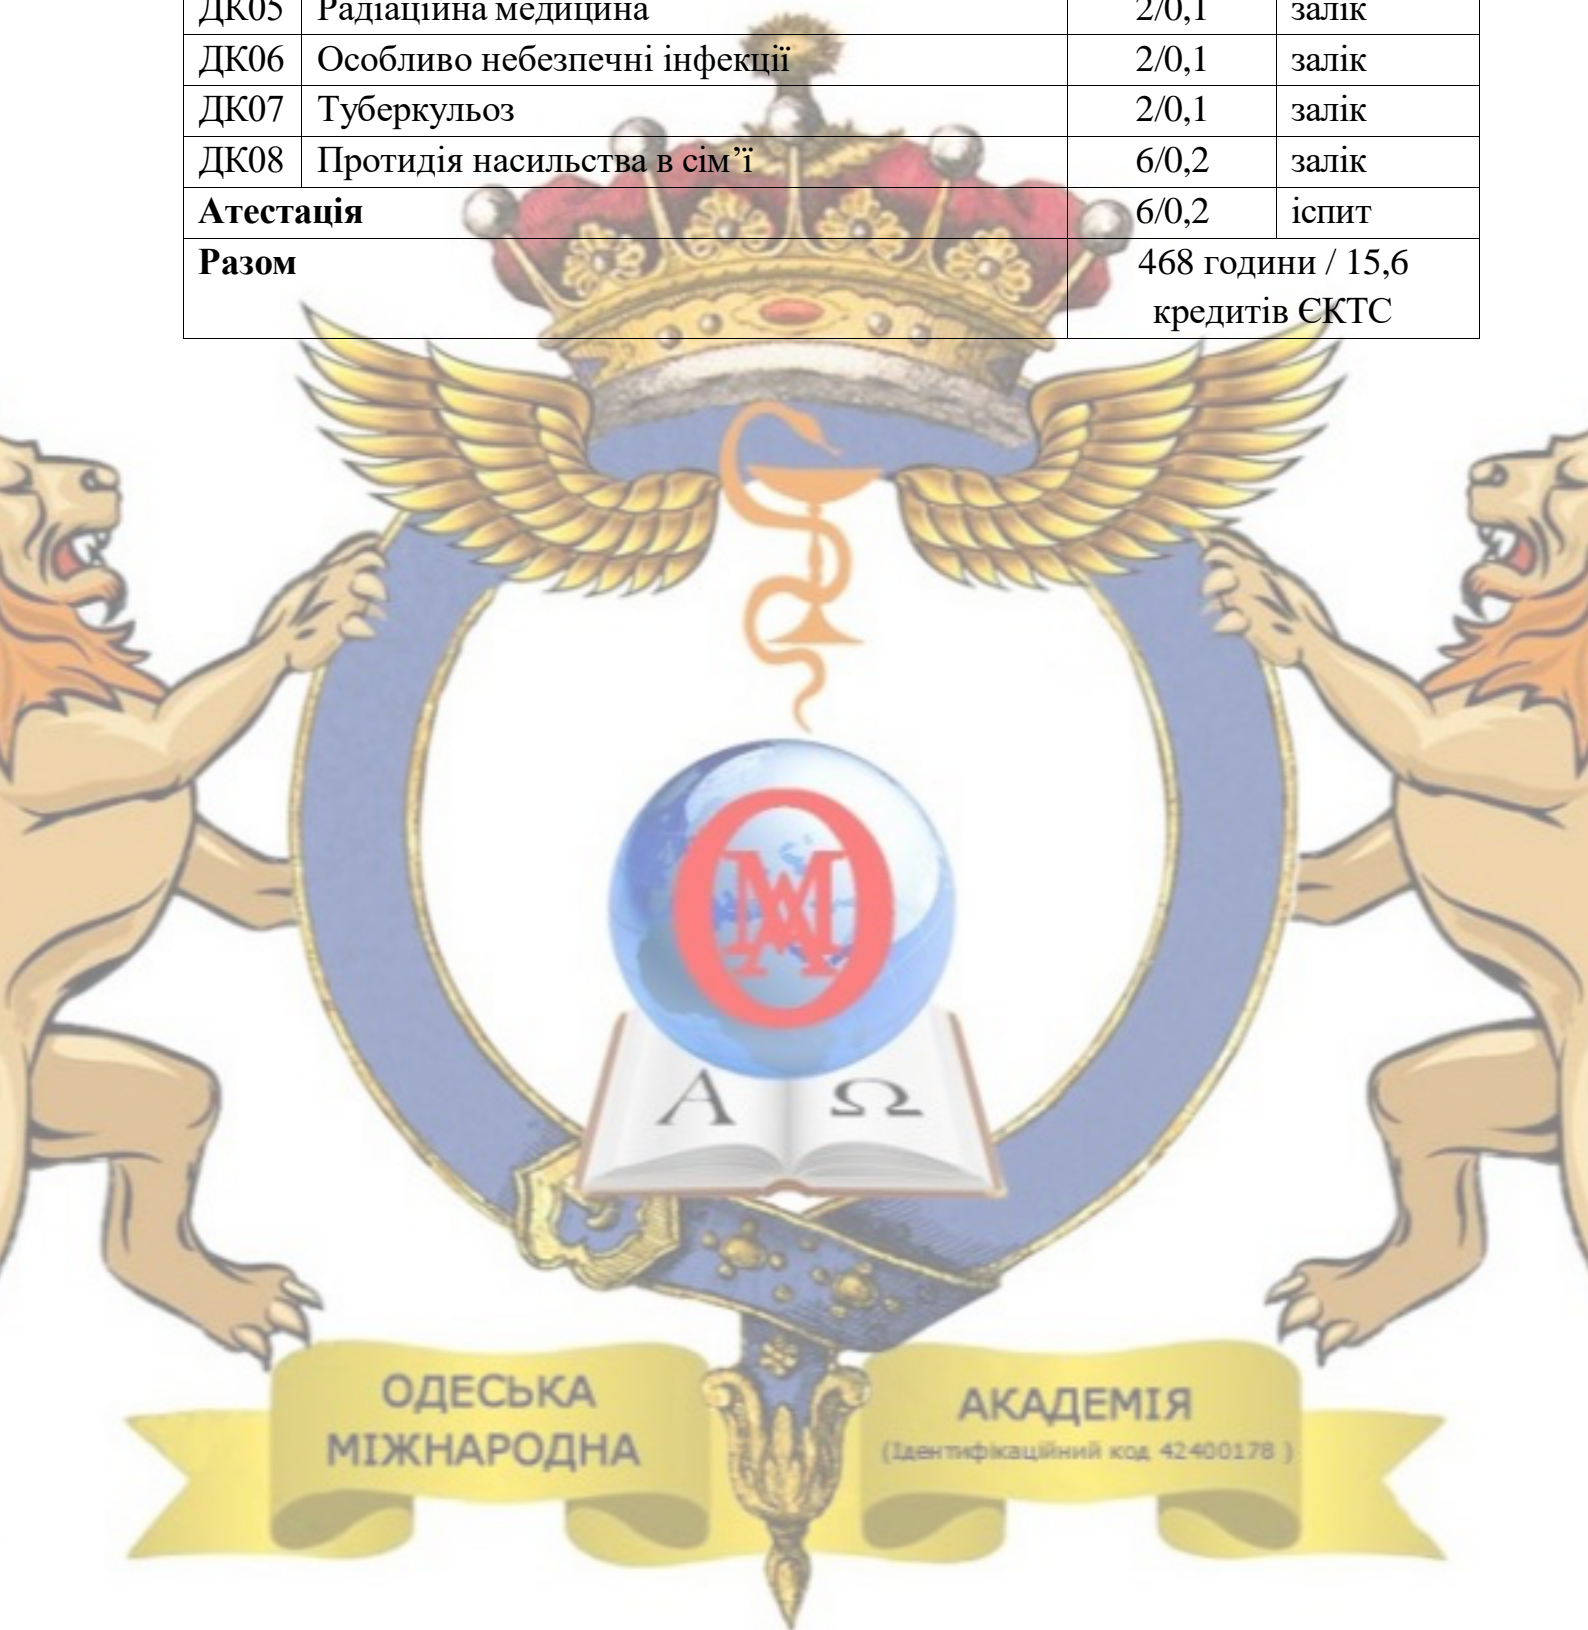 ДК05 Радіаційна медицина 2/0,1 залік
ДК06 Особливо небезпечні інфекції 2/0,1 залік
ДК07 Туберкульоз 2/0,1 залік
ДК08 Протидія насильства в сім’ї 6/0,2 залік
Атестація 6/0,2 іспит
Разом 468 години / 15,6
кредитів ЄКТС
ОМА
Α Ω
ОДЕСЬКА
МІЖНАРОДНА
АКАДЕМІЯ
(Ідентифікаційний код 42400178 )